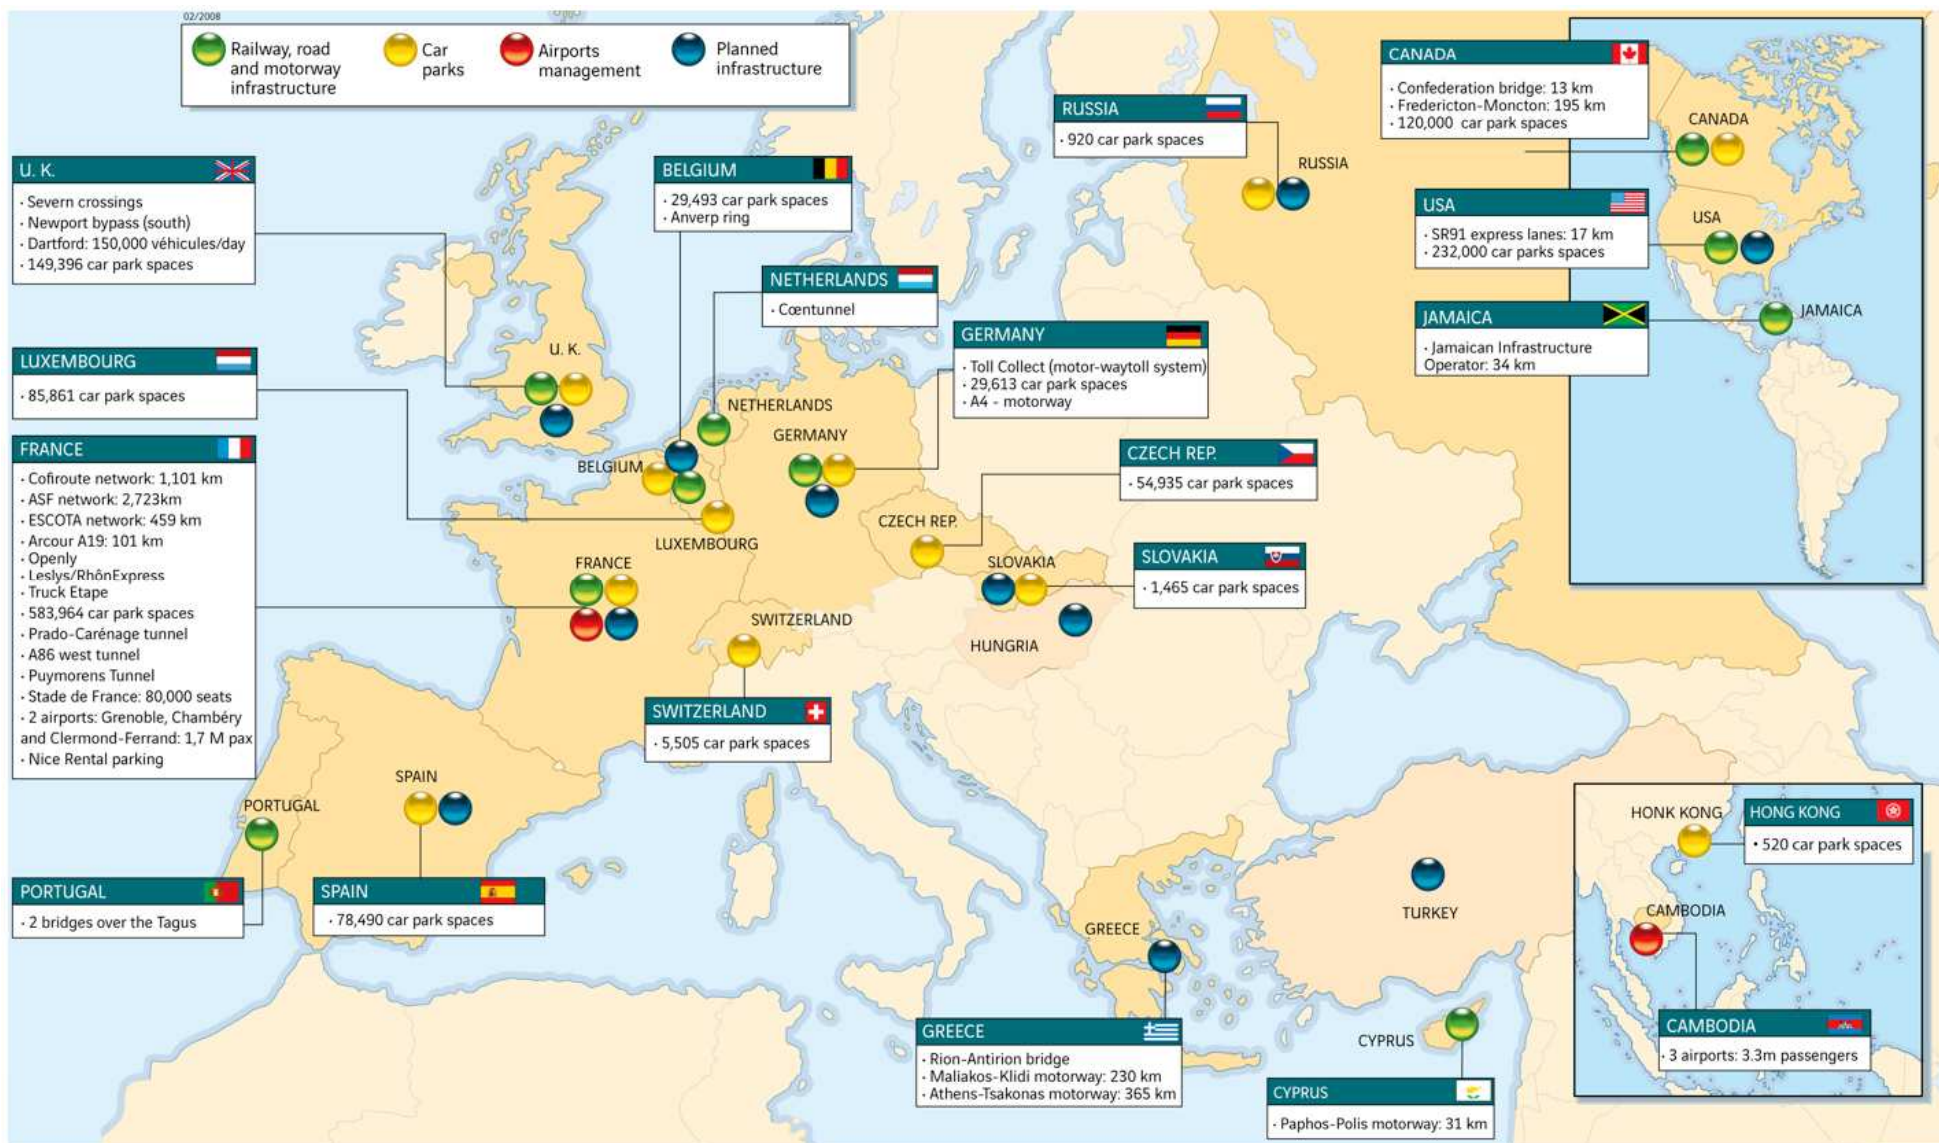 02/2008
Railway, road
and motorway
infrastructure
Car
parks
Airports
management
Planned
infrastructure
U. K.
· Severn crossings
· Newport bypass (south)
· Dartford: 150,000 véhicules/day
· 149,396 car park spaces
LUXEMBOURG
· 85,861 car park spaces
FRANCE
· Cofiroute network: 1,101 km
· ASF network: 2,723km
· ESCOTA network: 459 km
· Arcour A19: 101 km
· Openly
· Leslys/RhônExpress
· Truck Etape
· 583,964 car park spaces
· Prado-Carénage tunnel
· A86 west tunnel
· Puymorens Tunnel
· Stade de France: 80,000 seats
· 2 airports: Grenoble, Chambéry
and Clermond-Ferrand: 1,7 M pax
· Nice Rental parking
PORTUGAL
· 2 bridges over the Tagus
SPAIN
· 78,490 car park spaces
BELGIUM
· 29,493 car park spaces
· Anverp ring
NETHERLANDS
· Cœntunnel
GERMANY
· Toll Collect (motor-waytoll system)
· 29,613 car park spaces
· A4 - motorway
RUSSIA
· 920 car park spaces
CZECH REP.
· 54,935 car park spaces
SLOVAKIA
· 1,465 car park spaces
SWITZERLAND
· 5,505 car park spaces
GREECE
· Rion-Antirion bridge
· Maliakos-Klidi motorway: 230 km
· Athens-Tsakonas motorway: 365 km
CYPRUS
· Paphos-Polis motorway: 31 km
CANADA
· Confederation bridge: 13 km
· Fredericton-Moncton: 195 km
· 120,000 car park spaces
USA
· SR91 express lanes: 17 km
· 232,000 car parks spaces
JAMAICA
· Jamaican Infrastructure
Operator: 34 km
HONG KONG
• 520 car park spaces
CAMBODIA
· 3 airports: 3.3m passengers
U. K.
NETHERLANDS
GERMANY
BELGIUM
LUXEMBOURG
FRANCE
SWITZERLAND
CZECH REP.
SLOVAKIA
HUNGRIA
SPAIN
PORTUGAL
GREECE
TURKEY
CYPRUS
RUSSIA
CANADA
USA
JAMAICA
HONK KONG
CAMBODIA